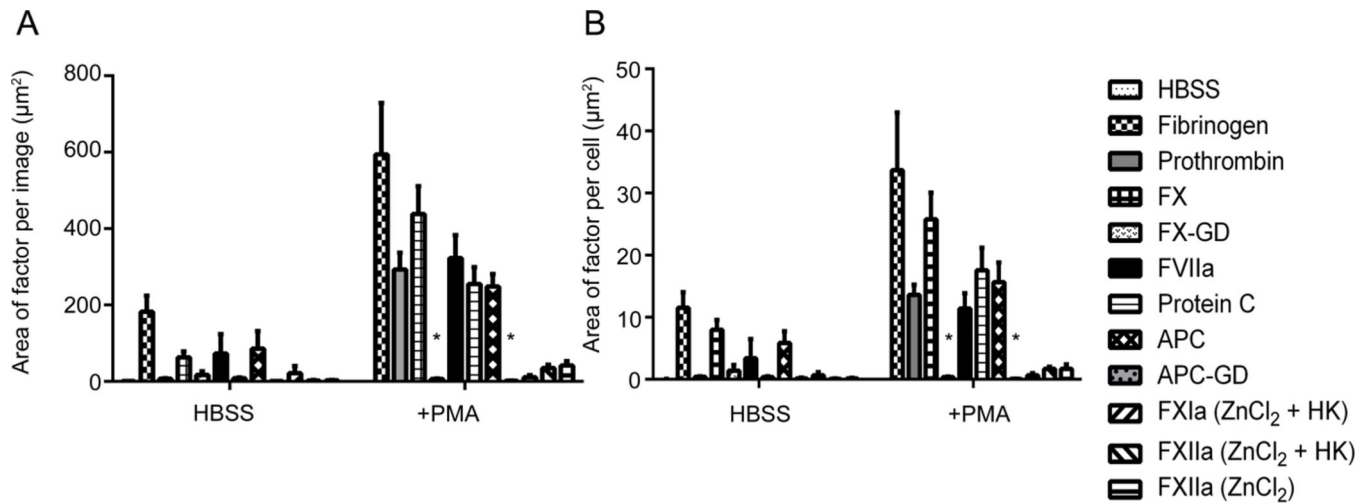 A
B
Area of factor per image (µm²)
800
600
400
200
0
HBSS
+PMA
*
*
Area of factor per cell (µm²)
50
40
30
20
10
0
HBSS
+PMA
*
*
HBSS
Fibrinogen
Prothrombin
FX
FX-GD
FVIIa
Protein C
APC
APC-GD
FXIa (ZnCl₂ + HK)
FXIIa (ZnCl₂ + HK)
FXIIa (ZnCl₂)